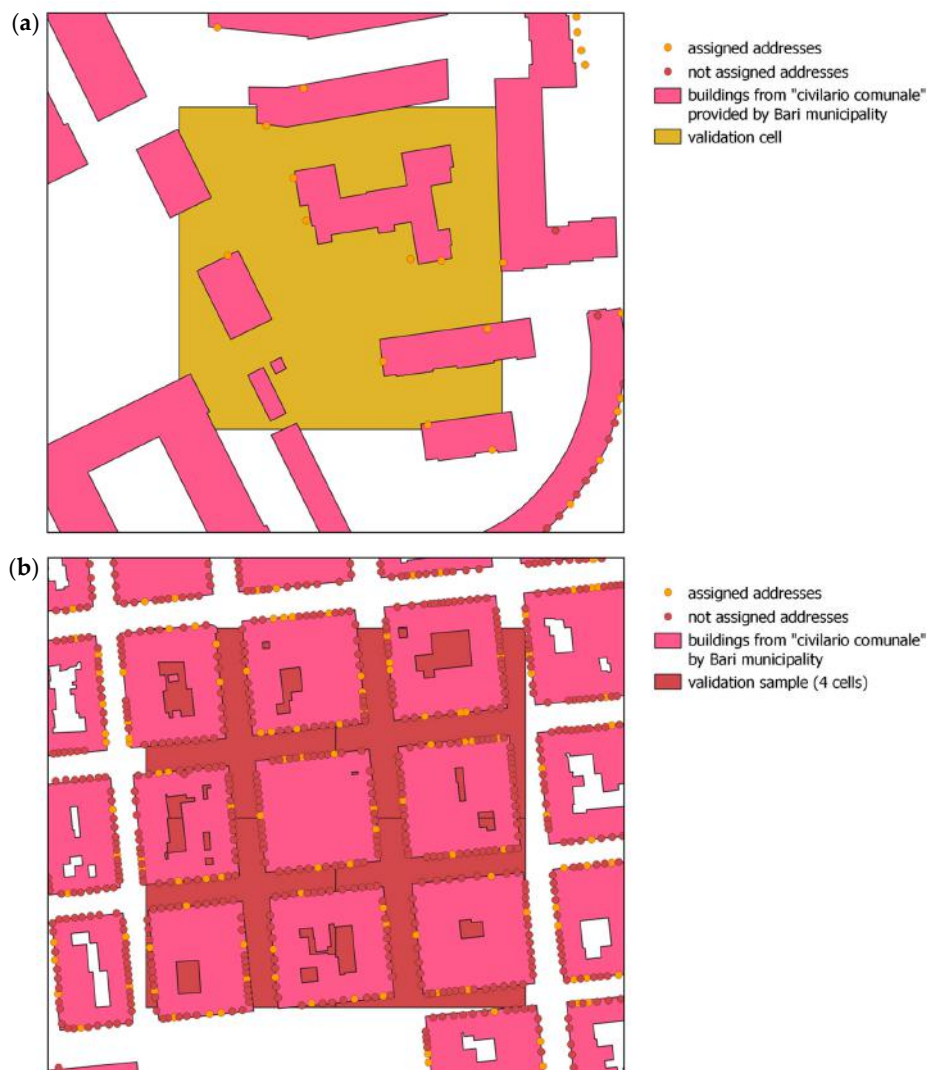 (a)
assigned addresses
not assigned addresses
buildings from "civilario comunale"
provided by Bari municipality
validation cell
(b)
assigned addresses
not assigned addresses
buildings from "civilario comunale"
by Bari municipality
validation sample (4 cells)